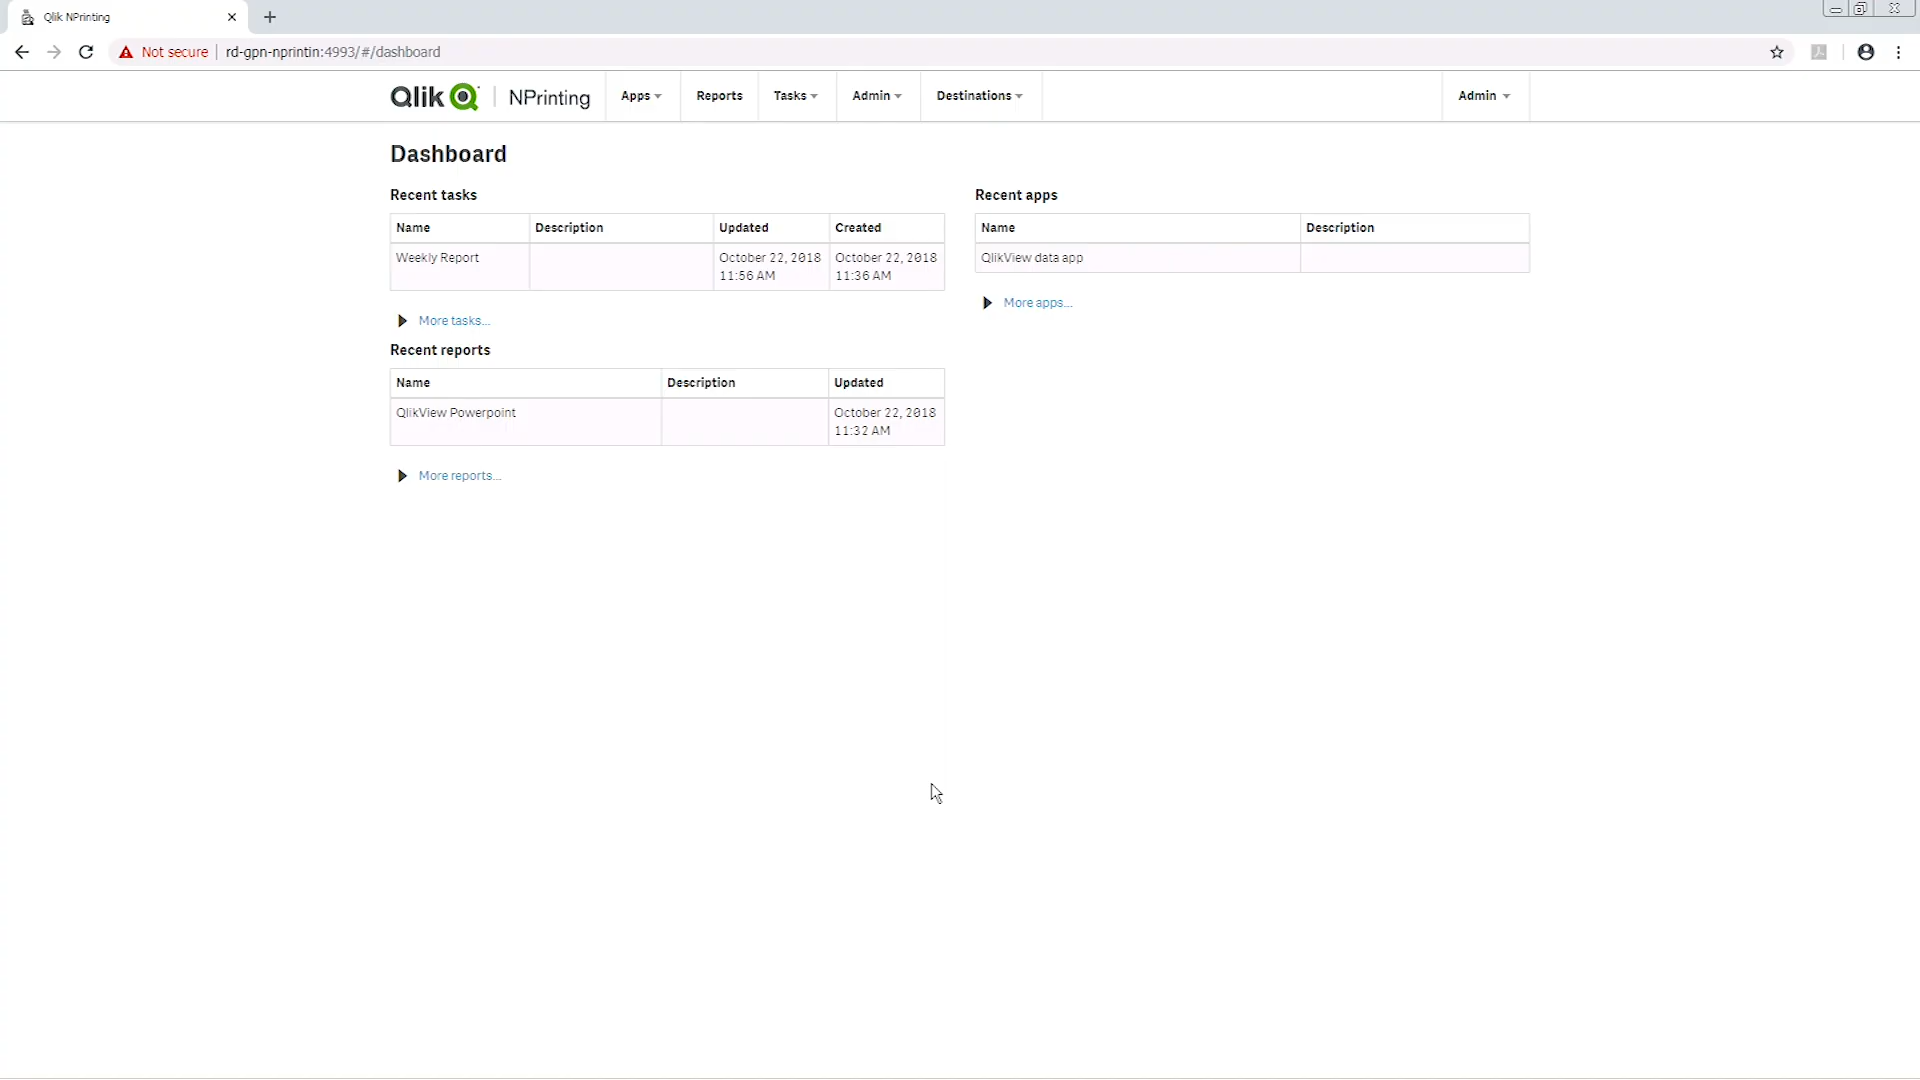 Qlik NPrinting
Not secure rd-gpn-nprintin:4993/#/dashboard
Qlik NPrinting Apps Reports Tasks Admin Destinations Admin
Dashboard
Recent tasks
Name Description Updated Created
Weekly Report October 22, 2018 October 22, 2018
11:56 AM 11:36 AM
More tasks...
Recent reports
Name Description Updated
QlikView Powerpoint October 22, 2018
11:32 AM
More reports...
Recent apps
Name Description
QlikView data app
More apps...